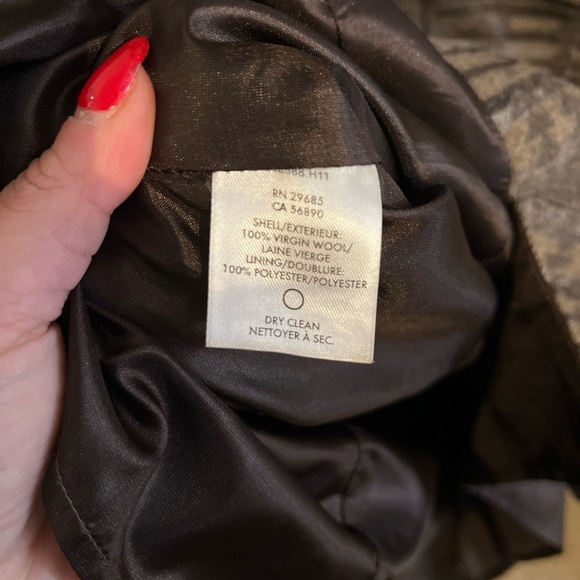 RN 29685
CA 56890
SHELL/EXTERIEUR:
100% VIRGIN WOOL/
LAINE VIERGE
LINING/DOUBLURE:
100% POLYESTER/POLYESTER
DRY CLEAN
NETTOYER À SEC.